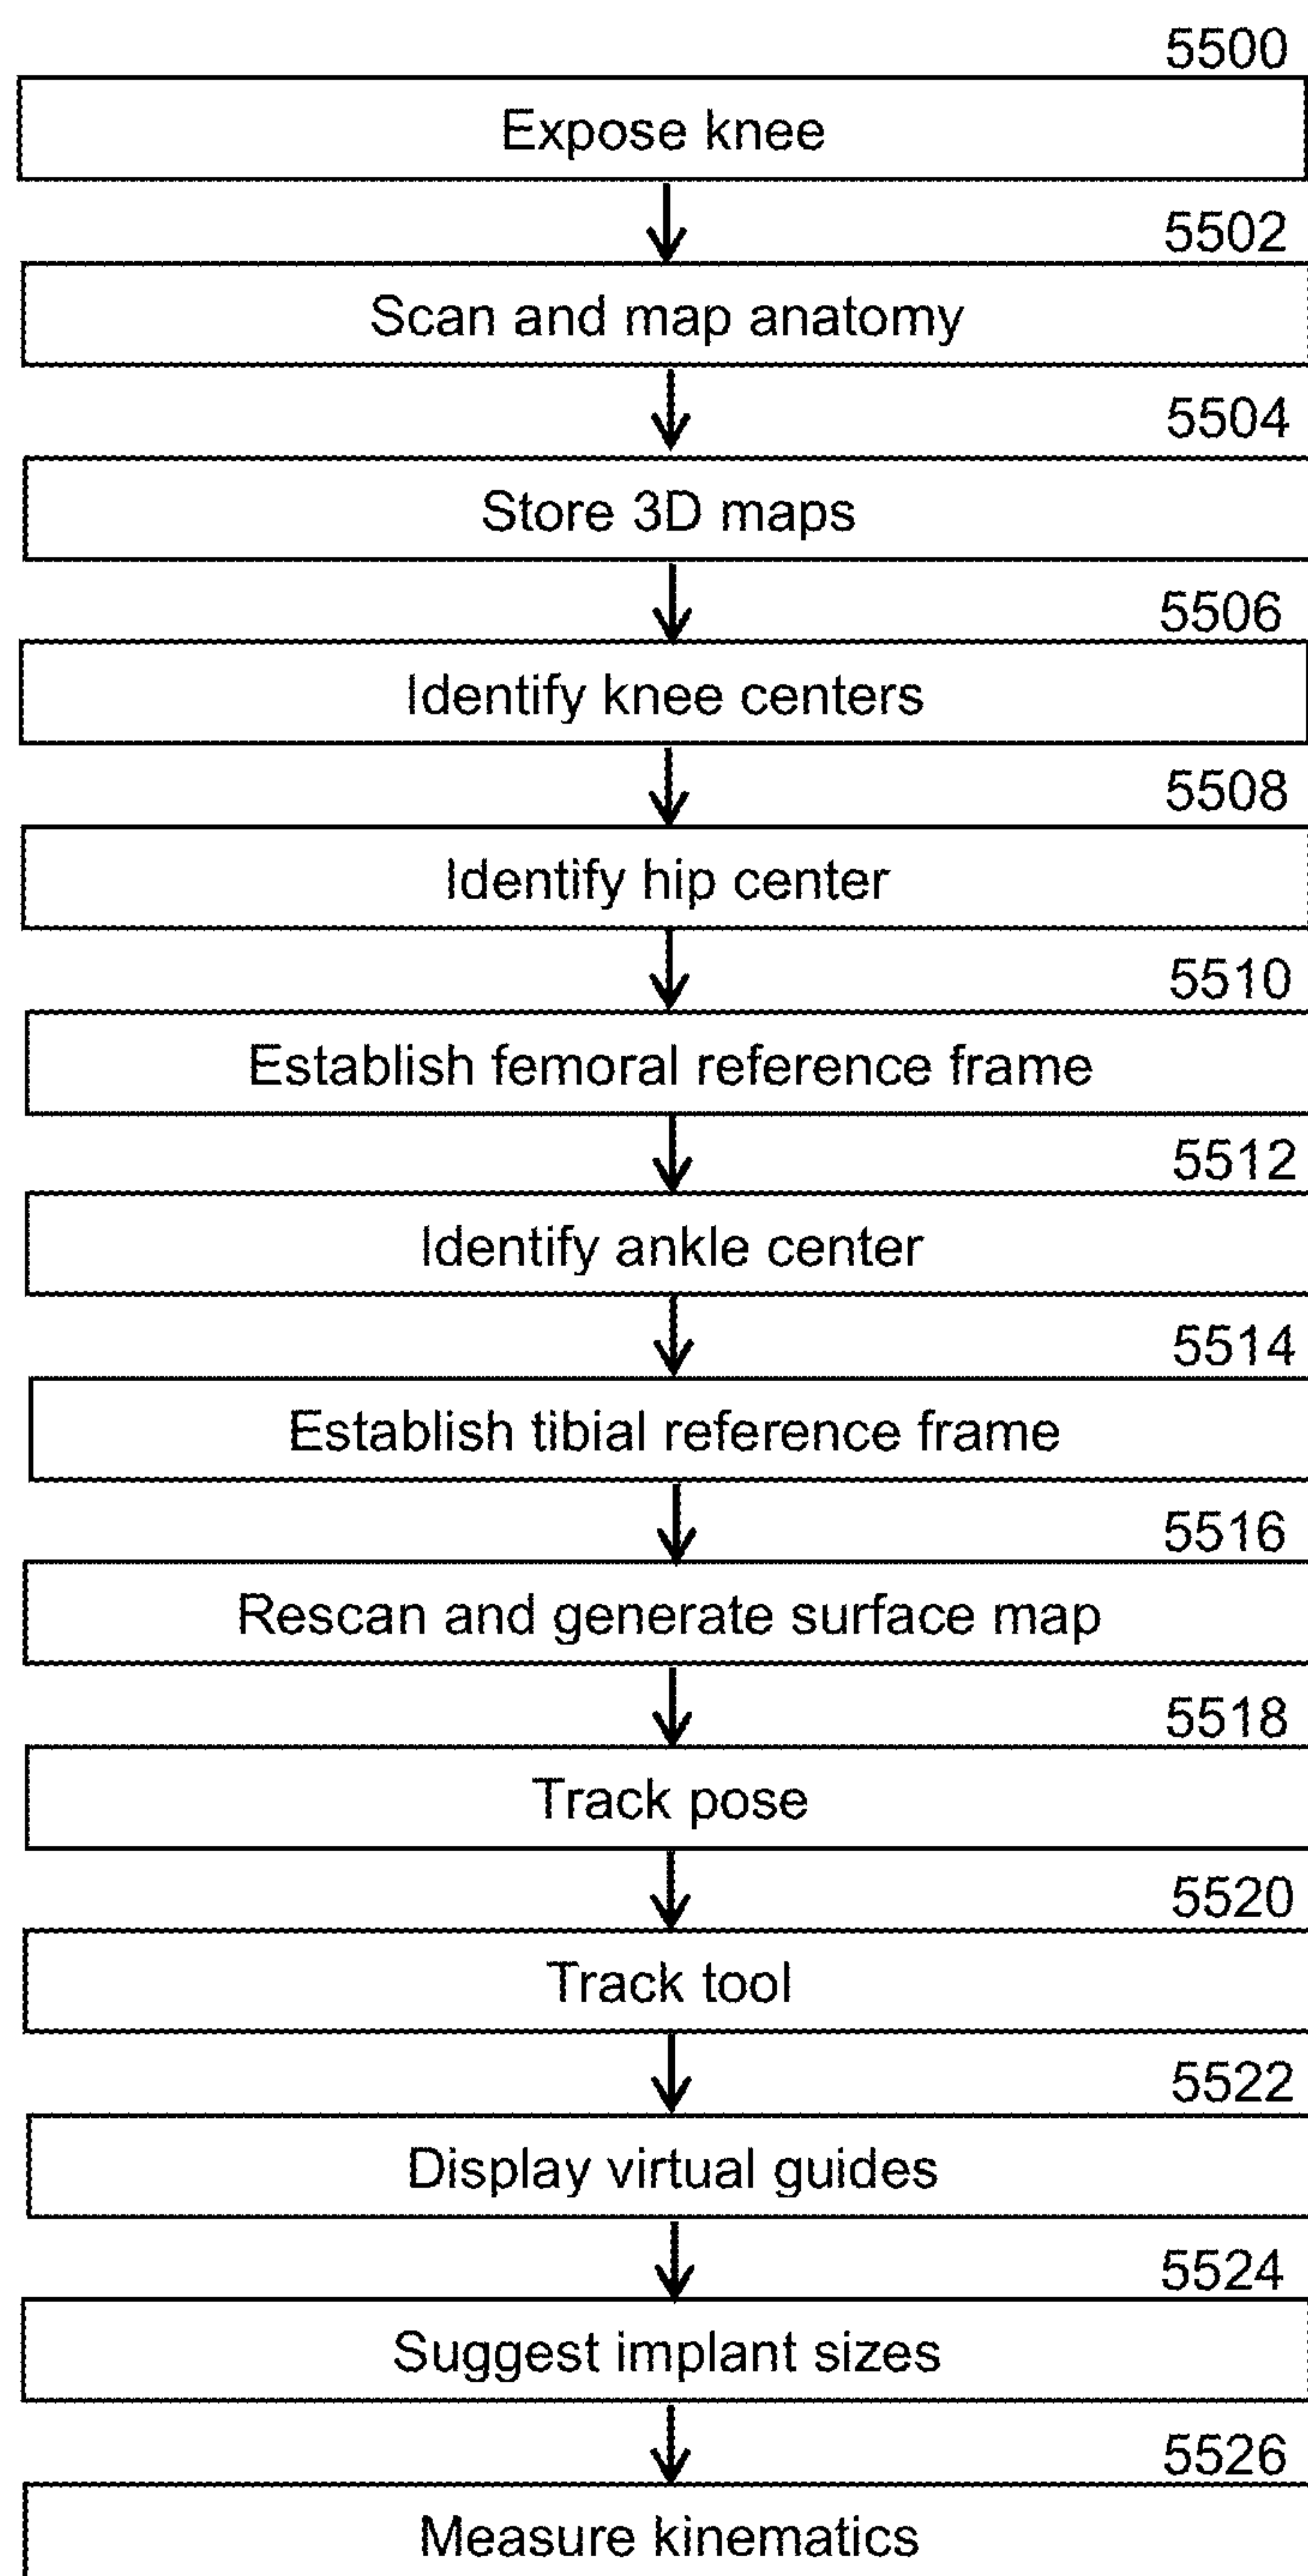 5500
Expose knee
5502
Scan and map anatomy
5504
Store 3D maps
5506
Identify knee centers
5508
Identify hip center
5510
Establish femoral reference frame
5512
Identify ankle center
5514
Establish tibial reference frame
5516
Rescan and generate surface map
5518
Track pose
5520
Track tool
5522
Display virtual guides
5524
Suggest implant sizes
5526
Measure kinematics